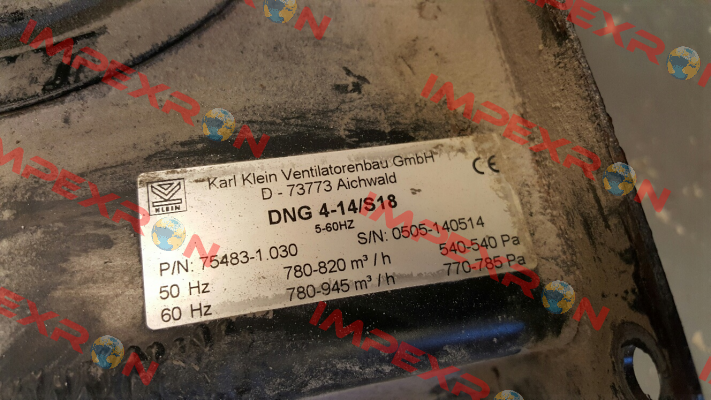 Karl Klein Ventilatorenbau GmbH
D - 73773 Aichwald
KLEIN
DNG 4-14/S18
5-60HZ
P/N: 75483-1.030 S/N: 0505-140514
50 Hz 780-820 m³ / h 540-540 Pa
60 Hz 780-945 m³ / h 770-785 Pa
CE
IMPEXRON
IMPEXRON
IMPEXRON
IMPEXRON
IMPEXRON
IMPEXRON